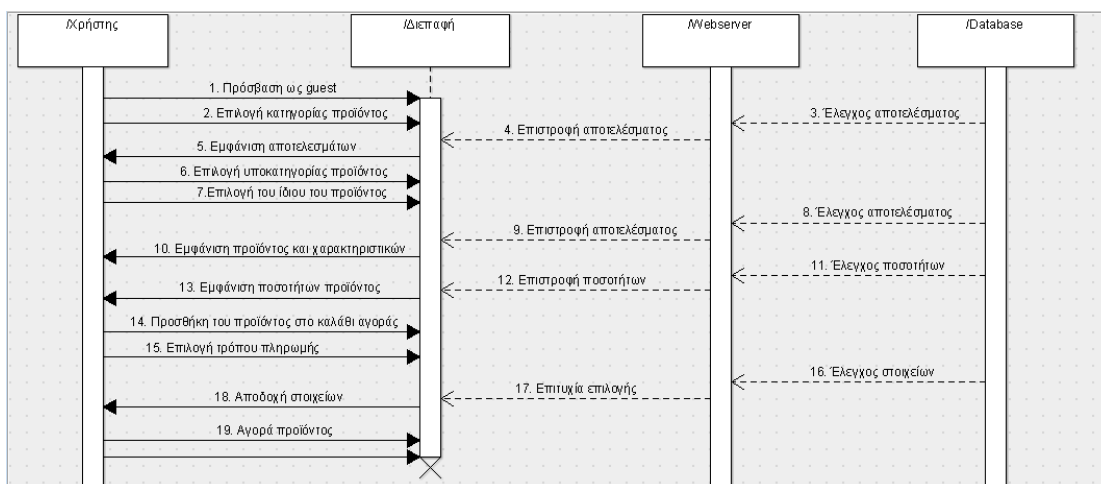 /Χρήστης
/Διεπαφή
/Webserver
/Database
1. Πρόσβαση ως guest
2. Επιλογή κατηγορίας προϊόντος
3. Έλεγχος αποτελέσματος
4. Επιστροφή αποτελέσματος
5. Εμφάνιση αποτελεσμάτων
6. Επιλογή υποκατηγορίας προϊόντος
7.Επιλογή του ίδιου του προϊόντος
8. Έλεγχος αποτελέσματος
9. Επιστροφή αποτελέσματος
10. Εμφάνιση προϊόντος και χαρακτηριστικών
11. Έλεγχος ποσοτήτων
12. Επιστροφή ποσοτήτων
13. Εμφάνιση ποσοτήτων προϊόντος
14. Προσθήκη του προϊόντος στο καλάθι αγοράς
15. Επιλογή τρόπου πληρωμής
16. Έλεγχος στοιχείων
17. Επιτυχία επιλογής
18. Αποδοχή στοιχείων
19. Αγορά προϊόντος